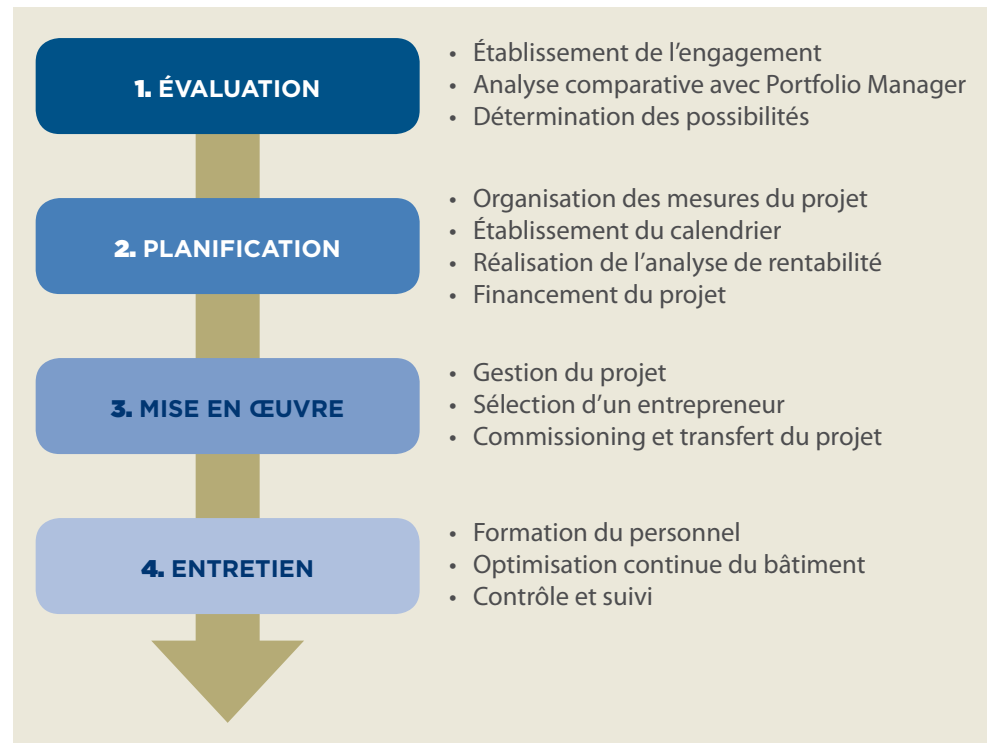 1. ÉVALUATION
• Établissement de l’engagement
• Analyse comparative avec Portfolio Manager
• Détermination des possibilités
2. PLANIFICATION
• Organisation des mesures du projet
• Établissement du calendrier
• Réalisation de l’analyse de rentabilité
• Financement du projet
3. MISE EN ŒUVRE
• Gestion du projet
• Sélection d’un entrepreneur
• Commissioning et transfert du projet
4. ENTRETIEN
• Formation du personnel
• Optimisation continue du bâtiment
• Contrôle et suivi